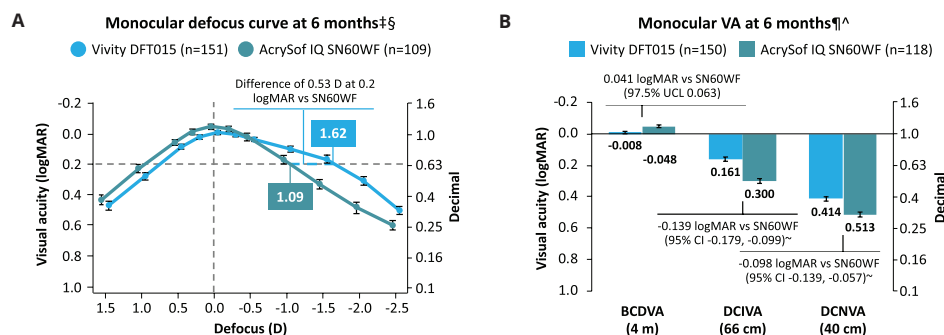 A
Monocular defocus curve at 6 months‡§
Vivity DFT015 (n=151)
AcrySof IQ SN60WF (n=109)
Difference of 0.53 D at 0.2
logMAR vs SN60WF
1.62
1.09
Visual acuity (logMAR)
-0.2
0.0
0.2
0.4
0.6
0.8
1.0
1.6
1.0
0.63
0.4
0.25
0.16
0.1
Decimal
1.5
1.0
0.5
0.0
-0.5
-1.0
-1.5
-2.0
-2.5
Defocus (D)
B
Monocular VA at 6 months¶^
Vivity DFT015 (n=150)
AcrySof IQ SN60WF (n=118)
0.041 logMAR vs SN60WF
(97.5% UCL 0.063)
Visual acuity (logMAR)
-0.2
0.0
0.2
0.4
0.6
0.8
1.0
-0.008
-0.048
0.161
0.300
0.414
0.513
-0.139 logMAR vs SN60WF
(95% CI -0.179, -0.099)~
-0.098 logMAR vs SN60WF
(95% CI -0.139, -0.057)~
1.6
1.0
0.63
0.4
0.25
0.16
0.1
Decimal
BCDVA
(4 m)
DCIVA
(66 cm)
DCNVA
(40 cm)